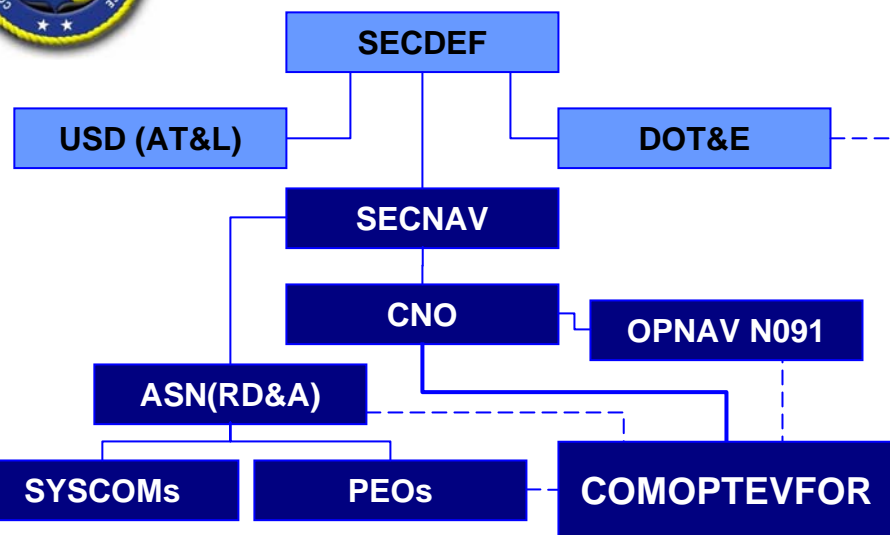 SECDEF
USD (AT&L)
DOT&E
SECNAV
CNO
OPNAV N091
ASN(RD&A)
SYSCOMs
PEOs
COMOPTEVFOR